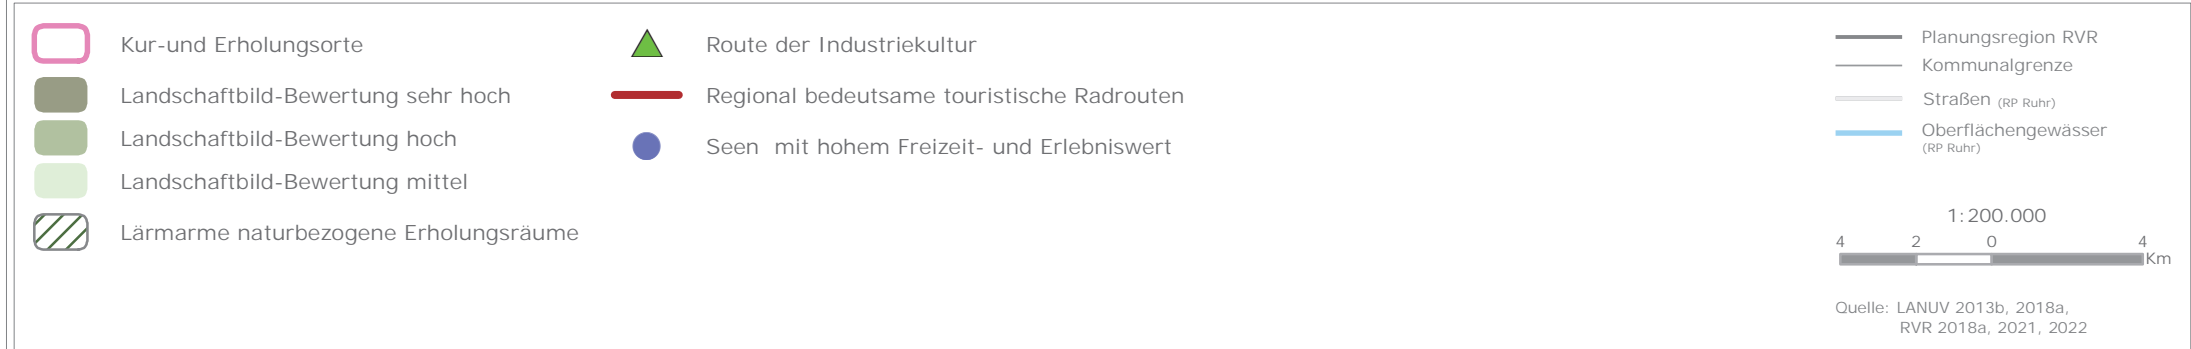 Kur-und Erholungsorte
Landschaftbild-Bewertung sehr hoch
Landschaftbild-Bewertung hoch
Landschaftbild-Bewertung mittel
Lärmarme naturbezogene Erholungsräume
Route der Industriekultur
Regional bedeutsame touristische Radrouten
Seen mit hohem Freizeit- und Erlebniswert
Planungsregion RVR
Kommunalgrenze
Straßen (RP Ruhr)
Oberflächengewässer
(RP Ruhr)
1:200.000
4 2 0 4
Km
Quelle: LANUV 2013b, 2018a,
RVR 2018a, 2021, 2022